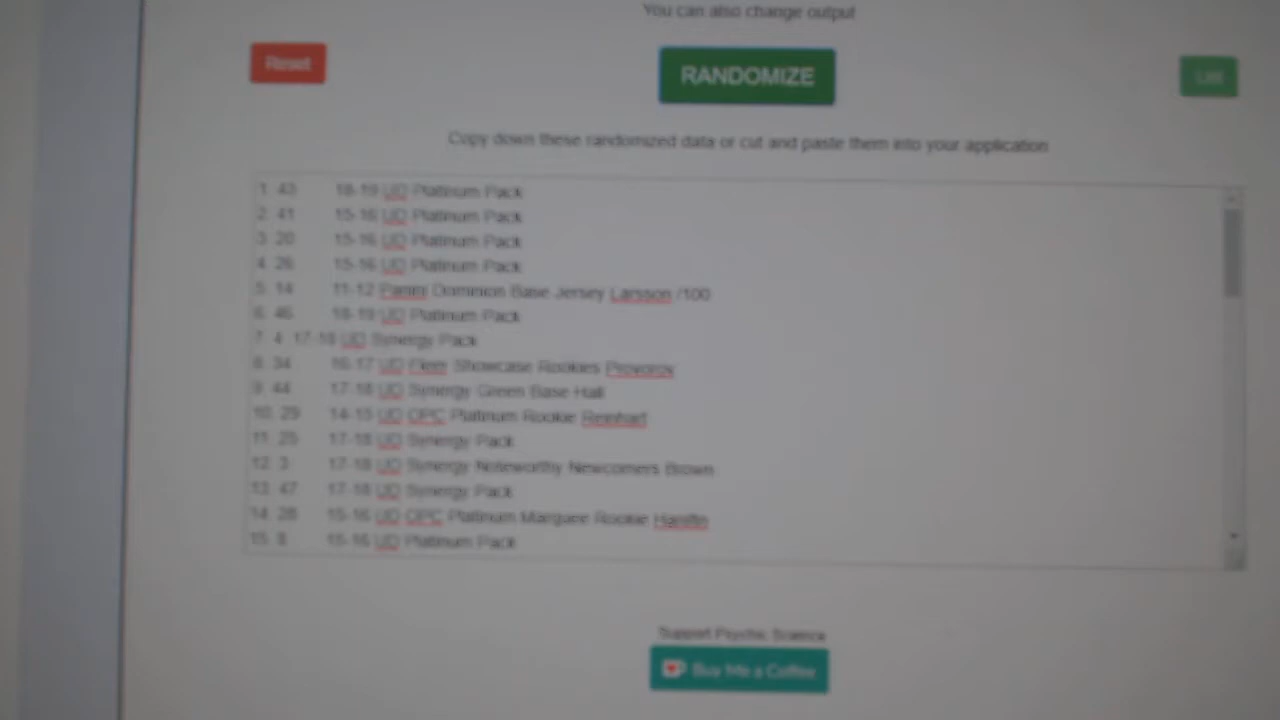 You can also change output
Reset
RANDOMIZE
List
Copy down these randomized data or cut and paste them into your application
1. 43 18-19 UD Platinum Pack
2. 41 15-16 UD Platinum Pack
3. 20 15-16 UD Platinum Pack
4. 26 15-16 UD Platinum Pack
5. 14 11-12 Panini Dominion Base Jersey Larsson /100
6. 46 18-19 UD Platinum Pack
7. 4 17-18 UD Synergy Pack
8. 34 16-17 UD Fleer Showcase Rookies Provorov
9. 44 17-18 UD Synergy Green Base Hall
10. 29 14-15 UD OPC Platinum Rookie Reinhart
11. 25 17-18 UD Synergy Pack
12. 3 17-18 UD Synergy Noteworthy Newcomers Brown
13. 47 17-18 UD Synergy Pack
14. 28 15-16 UD OPC Platinum Marquee Rookie Hanifin
15. 8 15-16 UD Platinum Pack
Support Psychic Science
Buy Me a Coffee